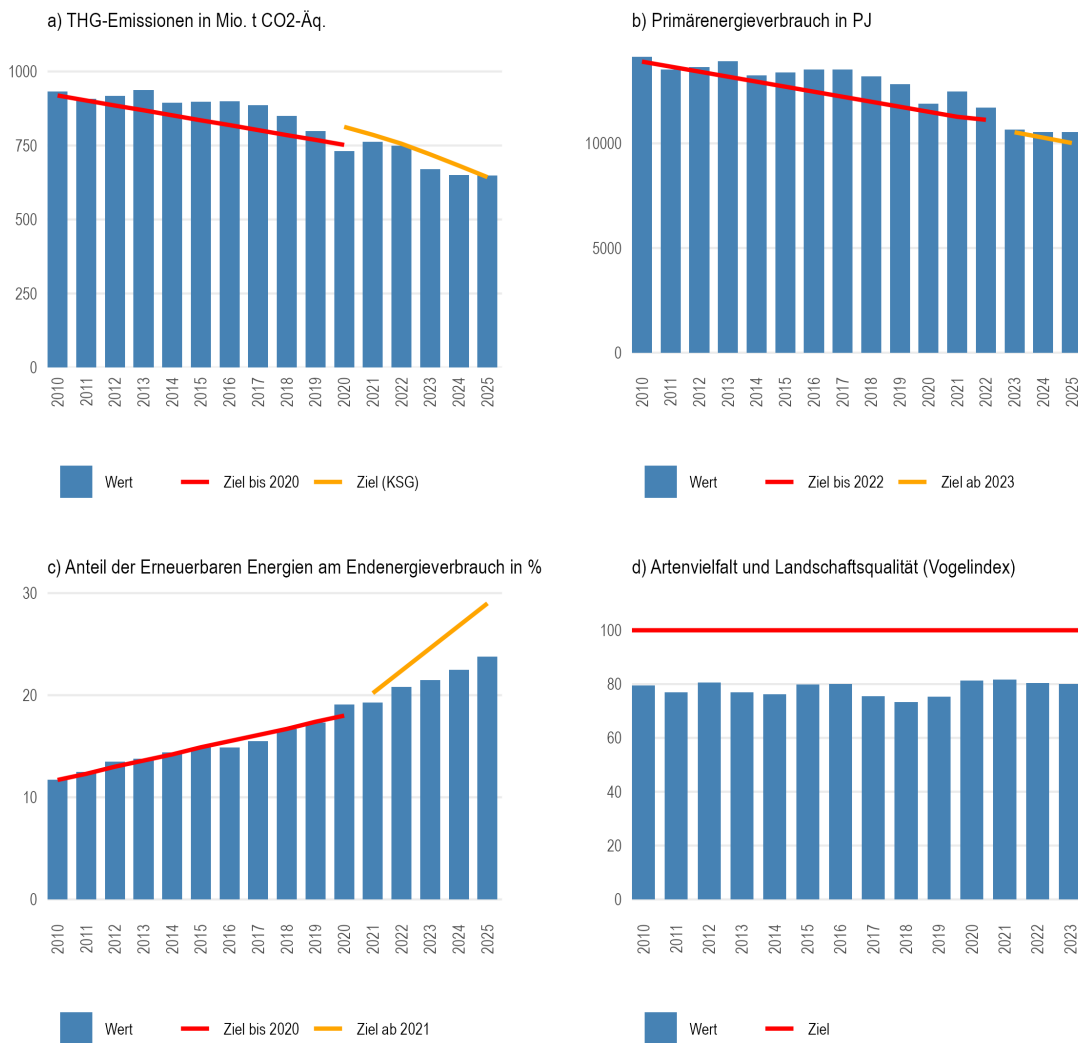 a) THG-Emissionen in Mio. t CO2-Äq.
1000
750
500
250
0
2010 2011 2012 2013 2014 2015 2016 2017 2018 2019 2020 2021 2022 2023 2024 2025
Wert Ziel bis 2020 Ziel (KSG)
b) Primärenergieverbrauch in PJ
10000
5000
0
2010 2011 2012 2013 2014 2015 2016 2017 2018 2019 2020 2021 2022 2023 2024 2025
Wert Ziel bis 2022 Ziel ab 2023
c) Anteil der Erneuerbaren Energien am Endenergieverbrauch in %
30
20
10
0
2010 2011 2012 2013 2014 2015 2016 2017 2018 2019 2020 2021 2022 2023 2024 2025
Wert Ziel bis 2020 Ziel ab 2021
d) Artenvielfalt und Landschaftsqualität (Vogelindex)
100
80
60
40
20
0
2010 2011 2012 2013 2014 2015 2016 2017 2018 2019 2020 2021 2022 2023
Wert Ziel